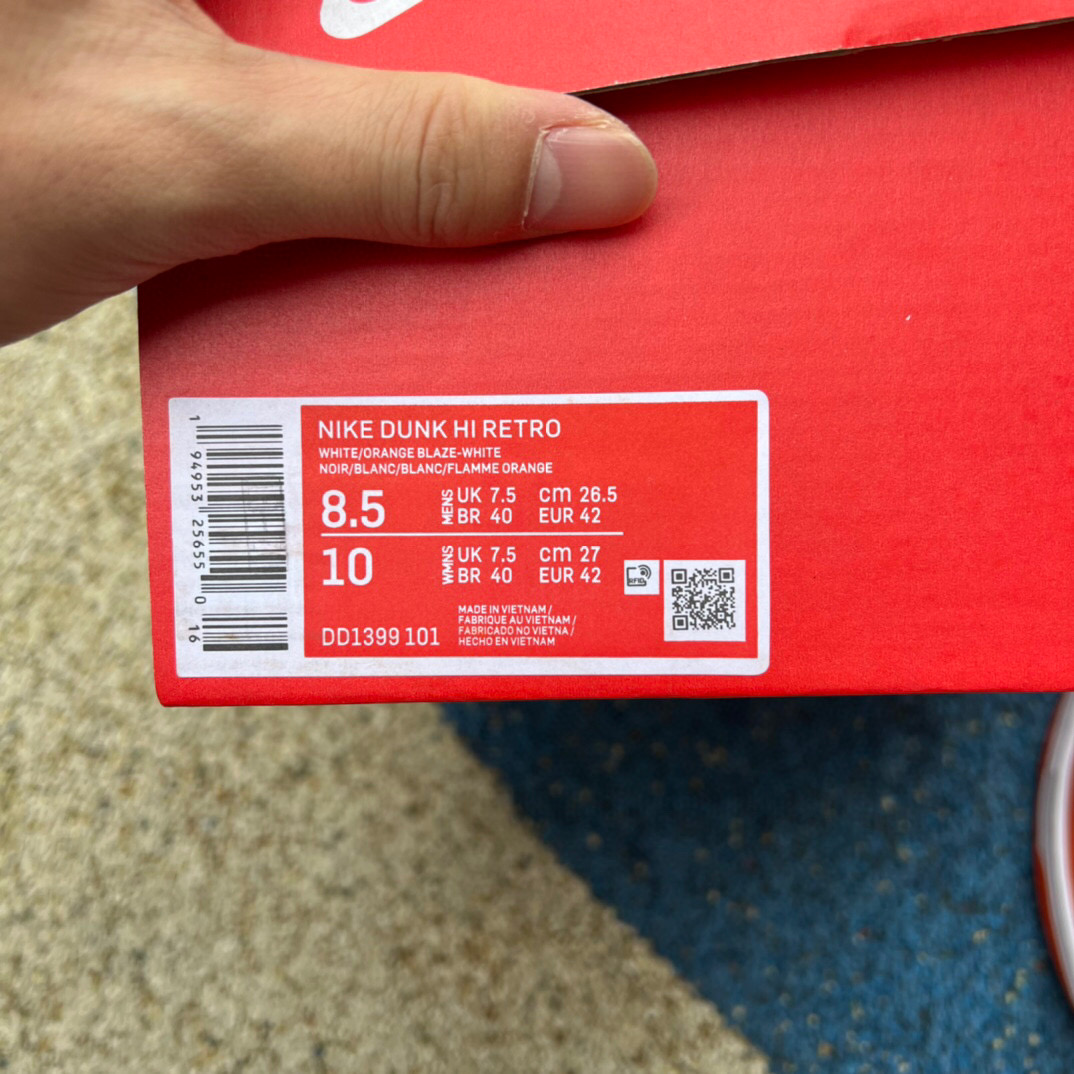 NIKE DUNK HI RETRO
WHITE/ORANGE BLAZE-WHITE
NOIR/BLANC/BLANC/FLAMME ORANGE
8.5 MENS UK 7.5 cm 26.5
BR 40 EUR 42
10 WMNS UK 7.5 cm 27
BR 40 EUR 42
RFID
MADE IN VIETNAM /
FABRIQUE AU VIETNAM /
FABRICADO NO VIETNA /
HECHO EN VIETNAM
DD1399 101
1 94953 25655 0 16